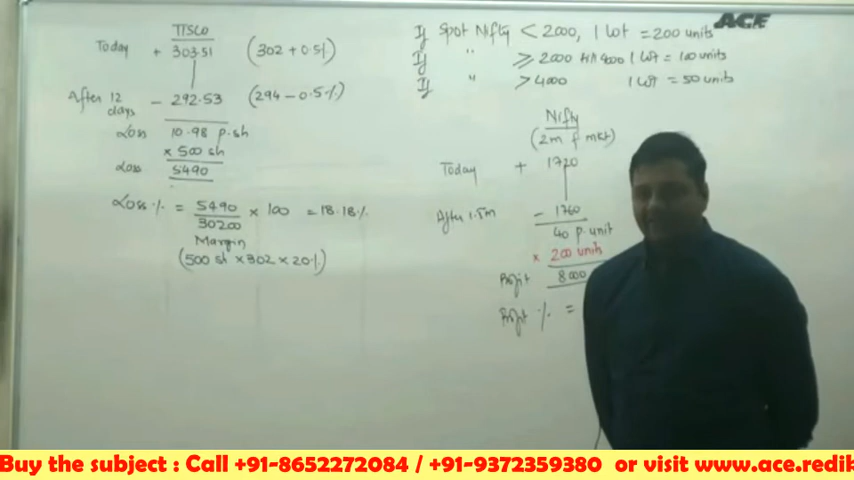 TISCO
Today + 303.51 (302 + 0.5%)
After 12 days - 292.53 (294 - 0.5%)
Loss 10.98 p.sh
x 500 sh
Loss 5490
Loss % = 5490 / 30200 x 100 = 18.18%
Margin
(500 sh x 302 x 20%)
ACE
If Spot Nifty < 2000, 1 lot = 200 units
If " ≥ 2000 1 lot = 100 units
If " > 4000 1 lot = 50 units
Nifty
(2m f mkt)
Today + 1720
After 1.5m - 1760
40 p.unit
x 200 units
Profit 8000
Profit % =
Buy the subject : Call +91-8652272084 / +91-9372359380 or visit www.ace.redik